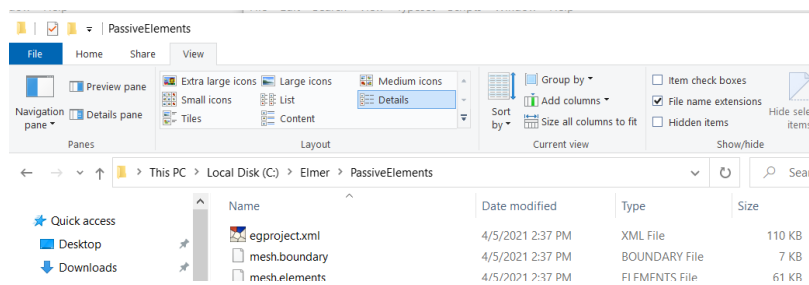 PassiveElements
File Home Share View
Preview pane Extra large icons Large icons Medium icons Group by Item check boxes
Small icons List Details Add columns File name extensions
Navigation pane Details pane Tiles Content Sort by Size all columns to fit Hidden items Hide sele items
Panes Layout Current view Show/hide
This PC > Local Disk (C:) > Elmer > PassiveElements Sea
Name Date modified Type Size
Quick access
egproject.xml 4/5/2021 2:37 PM XML File 110 KB
Desktop
mesh.boundary 4/5/2021 2:37 PM BOUNDARY File 7 KB
Downloads
mesh.elements 4/5/2021 2:37 PM ELEMENTS File 61 KB